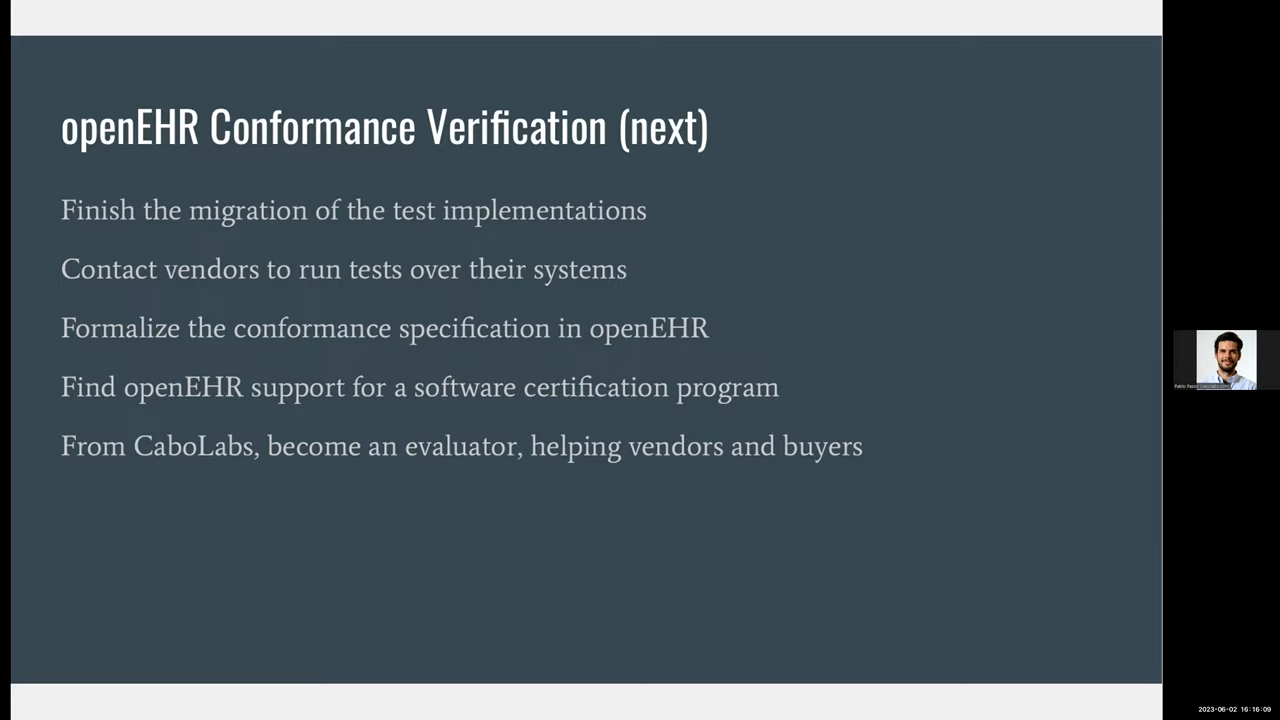 openEHR Conformance Verification (next)
Finish the migration of the test implementations
Contact vendors to run tests over their systems
Formalize the conformance specification in openEHR
Find openEHR support for a software certification program
From CaboLabs, become an evaluator, helping vendors and buyers
2023-06-02 16:16:09